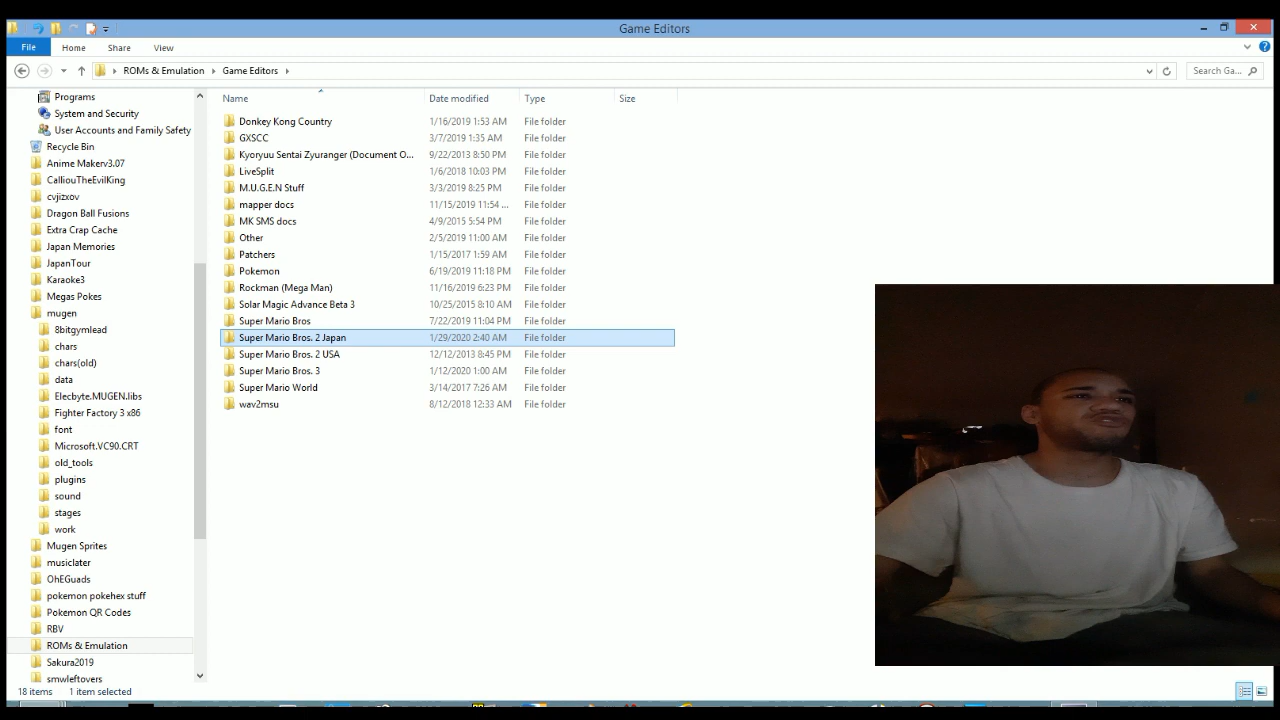 Game Editors
File Home Share View
ROMs & Emulation Game Editors Search Ga...
Name Date modified Type Size
Programs
System and Security
User Accounts and Family Safety
Recycle Bin
Anime Makerv3.07
CalliouTheEvilKing
cvjizxov
Dragon Ball Fusions
Extra Crap Cache
Japan Memories
JapanTour
Karaoke3
Megas Pokes
mugen
8bitgymlead
chars
chars(old)
data
Elecbyte.MUGEN.libs
Fighter Factory 3 x86
font
Microsoft.VC90.CRT
old_tools
plugins
sound
stages
work
Mugen Sprites
musiclater
OhEGuads
pokemon pokehex stuff
Pokemon QR Codes
RBV
ROMs & Emulation
Sakura2019
smwleftovers
Donkey Kong Country 1/16/2019 1:53 AM File folder
GXSCC 3/7/2019 1:35 AM File folder
Kyoryuu Sentai Zyuranger (Document O... 9/22/2013 8:50 PM File folder
LiveSplit 1/6/2018 10:03 PM File folder
M.U.G.E.N Stuff 3/3/2019 8:25 PM File folder
mapper docs 11/15/2019 11:54 ... File folder
MK SMS docs 4/9/2015 5:54 PM File folder
Other 2/5/2019 11:00 AM File folder
Patchers 1/15/2017 1:59 AM File folder
Pokemon 6/19/2019 11:18 PM File folder
Rockman (Mega Man) 11/16/2019 6:23 PM File folder
Solar Magic Advance Beta 3 10/25/2015 8:10 AM File folder
Super Mario Bros 7/22/2019 11:04 PM File folder
Super Mario Bros. 2 Japan 1/29/2020 2:40 AM File folder
Super Mario Bros. 2 USA 12/12/2013 8:45 PM File folder
Super Mario Bros. 3 1/12/2020 1:00 AM File folder
Super Mario World 3/14/2017 7:26 AM File folder
wav2msu 8/12/2018 12:33 AM File folder
18 items 1 item selected